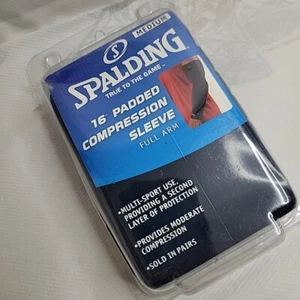 MEDIUM
S
SPALDING
TRUE TO THE GAME
16" PADDED
COMPRESSION
SLEEVE
FULL ARM
•MULTI-SPORT USE,
PROVIDING A SECOND
LAYER OF PROTECTION
•PROVIDES MODERATE
COMPRESSION
•SOLD IN PAIRS